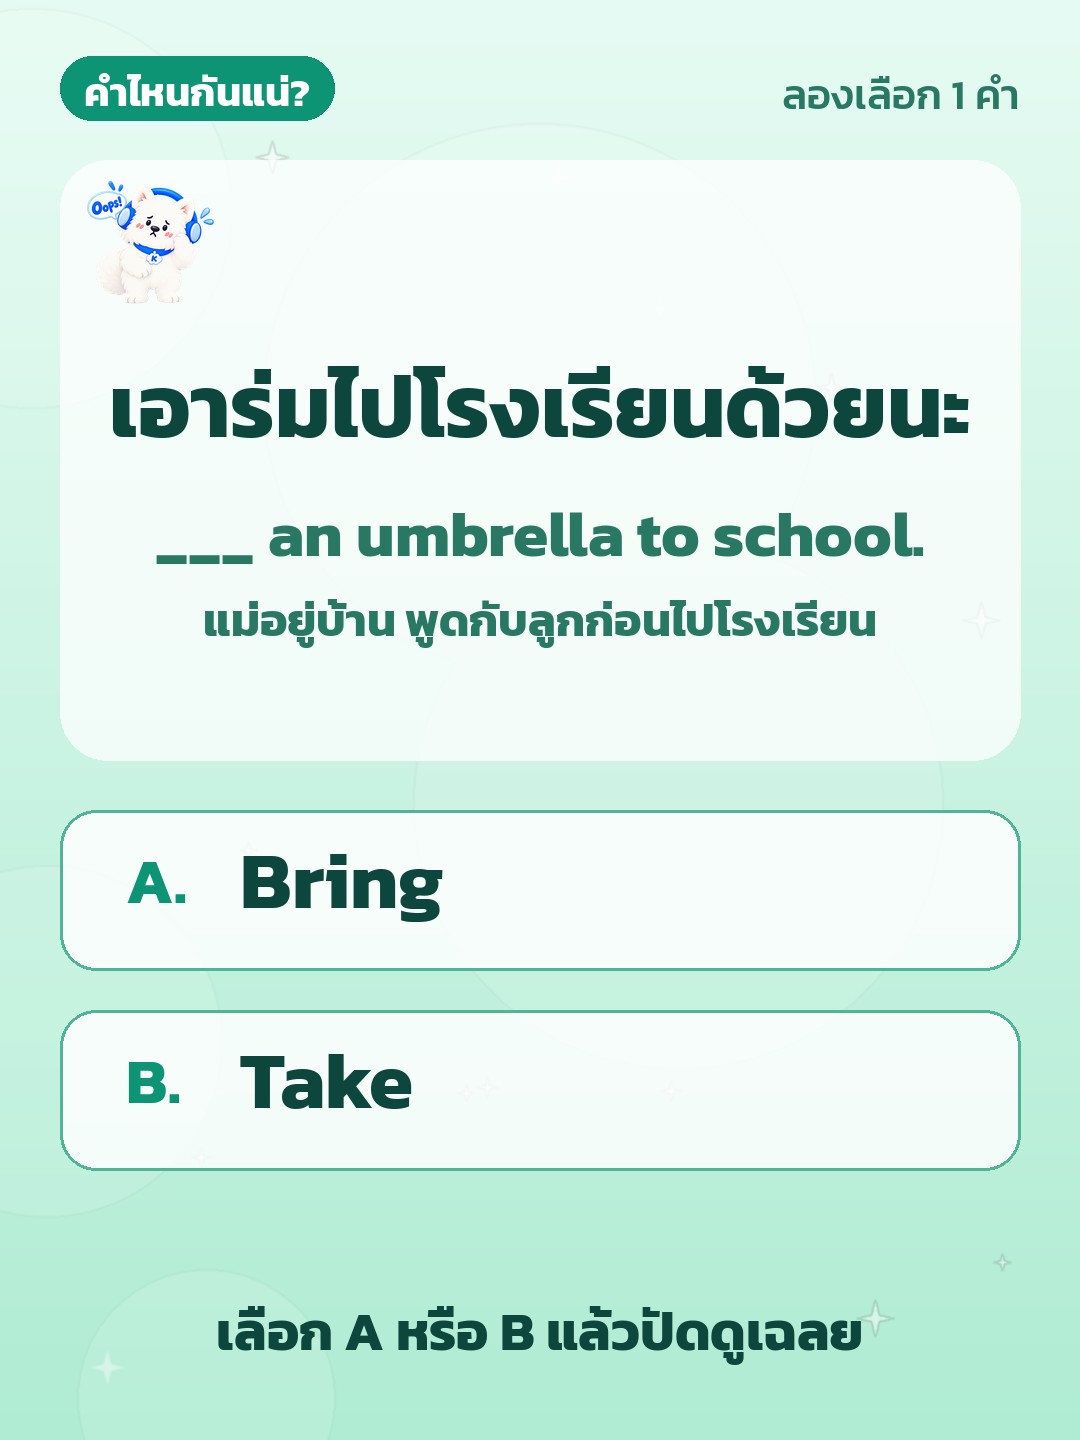 คำไหนกันแน่?
ลองเลือก 1 คำ
Oops!
K
เอาร่มไปโรงเรียนด้วยนะ
___ an umbrella to school.
แม่อยู่บ้าน พูดกับลูกก่อนไปโรงเรียน
A. Bring
B. Take
เลือก A หรือ B แล้วปัดดูเฉลย